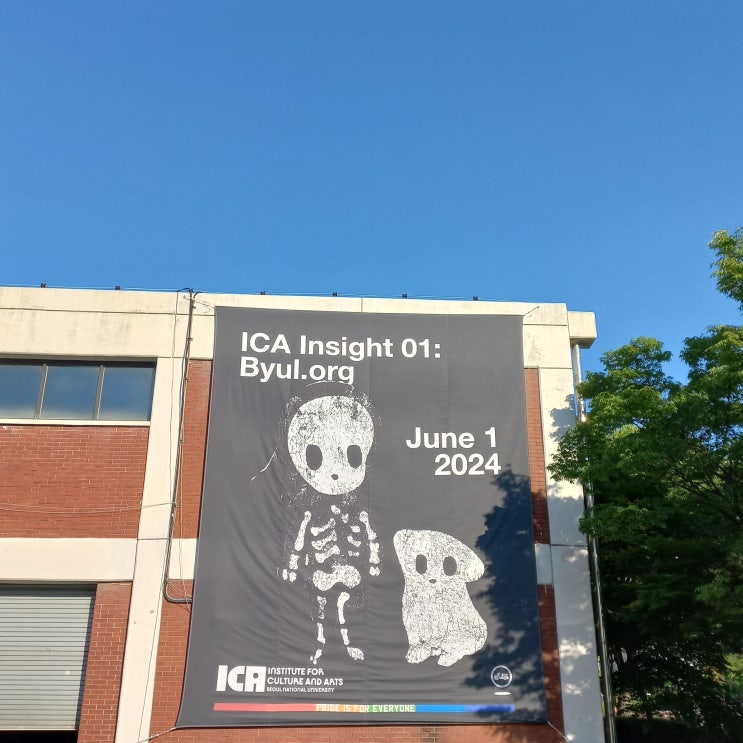 ICA Insight 01:
Byul.org
June 1
2024
ICA
INSTITUTE FOR
CULTURE AND ARTS
SEOUL NATIONAL UNIVERSITY
PRIDE IS FOR EVERYONE